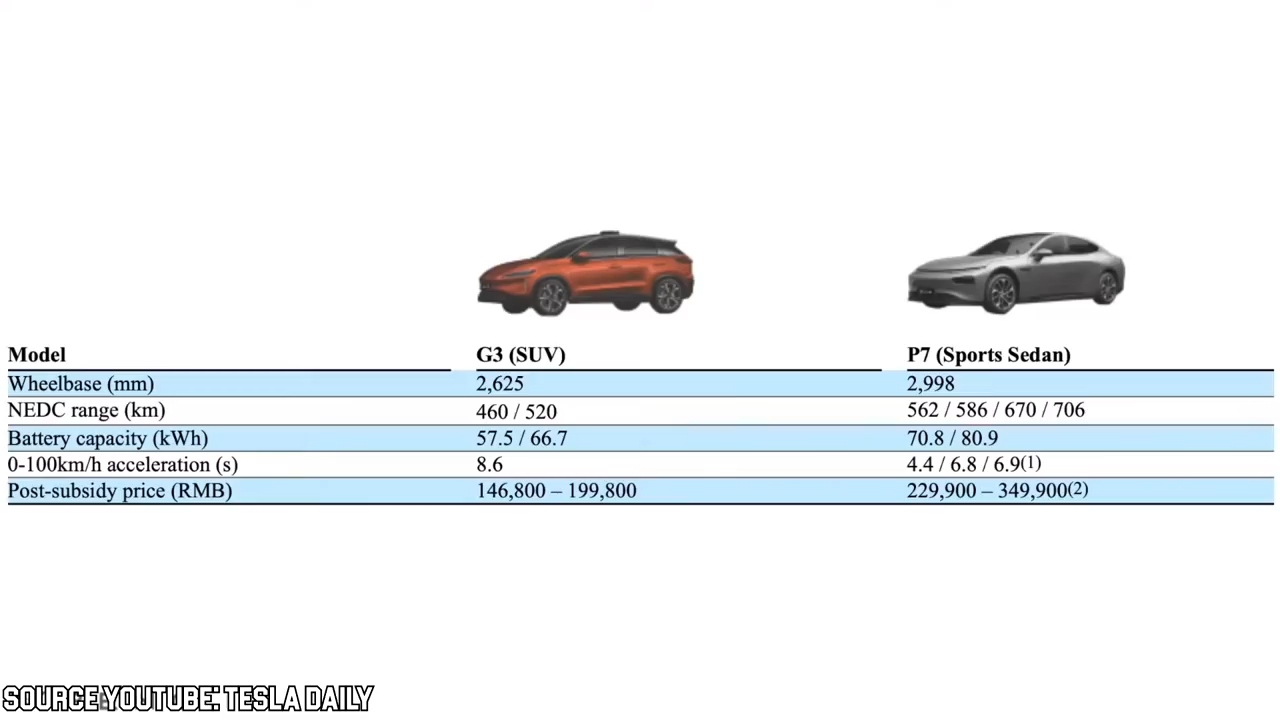 Model G3 (SUV) P7 (Sports Sedan)
Wheelbase (mm) 2,625 2,998
NEDC range (km) 460 / 520 562 / 586 / 670 / 706
Battery capacity (kWh) 57.5 / 66.7 70.8 / 80.9
0-100km/h acceleration (s) 8.6 4.4 / 6.8 / 6.9(1)
Post-subsidy price (RMB) 146,800 – 199,800 229,900 – 349,900(2)
SOURCE YOUTUBE: TESLA DAILY